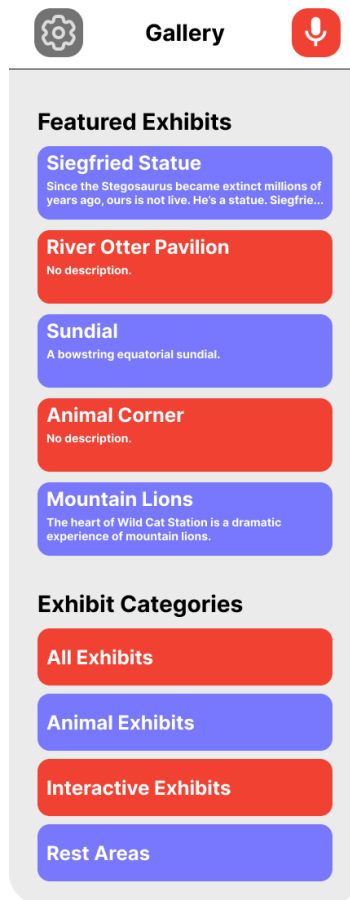 Gallery
Featured Exhibits
Siegfried Statue
Since the Stegosaurus became extinct millions of
years ago, ours is not live. He's a statue. Siegfrie...
River Otter Pavilion
No description.
Sundial
A bowstring equatorial sundial.
Animal Corner
No description.
Mountain Lions
The heart of Wild Cat Station is a dramatic
experience of mountain lions.
Exhibit Categories
All Exhibits
Animal Exhibits
Interactive Exhibits
Rest Areas